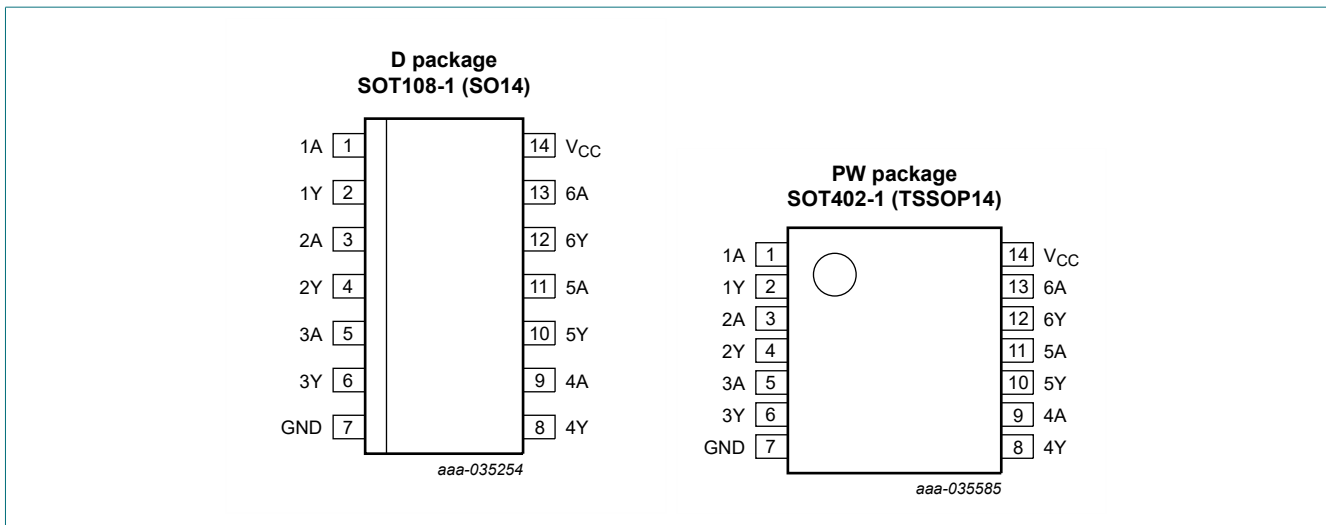 D package
SOT108-1 (SO14)
1A 1 14 VCC
1Y 2 13 6A
2A 3 12 6Y
2Y 4 11 5A
3A 5 10 5Y
3Y 6 9 4A
GND 7 8 4Y
aaa-035254
PW package
SOT402-1 (TSSOP14)
1A 1 14 VCC
1Y 2 13 6A
2A 3 12 6Y
2Y 4 11 5A
3A 5 10 5Y
3Y 6 9 4A
GND 7 8 4Y
aaa-035585